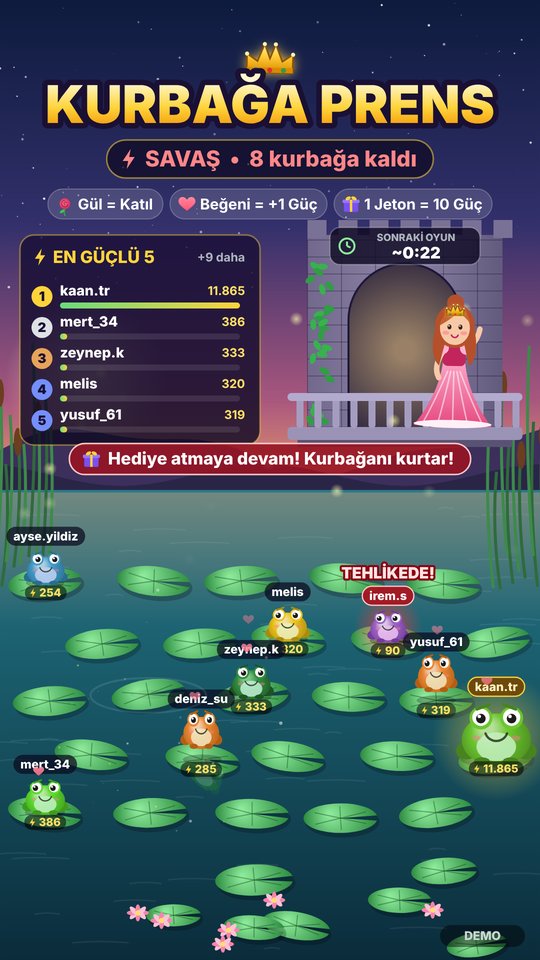 KURBAĞA PRENS
SAVAŞ • 8 kurbağa kaldı
Gül = Katıl
Beğeni = +1 Güç
1 Jeton = 10 Güç
EN GÜÇLÜ 5
+9 daha
1 kaan.tr 11.865
2 mert_34 386
3 zeynep.k 333
4 melis 320
5 yusuf_61 319
SONRAKİ OYUN
~0:22
Hediye atmaya devam! Kurbağanı kurtar!
ayse.yildiz
254
TEHLİKEDE!
melis
320
irem.s
90
zeynep.k
333
yusuf_61
319
kaan.tr
11.865
deniz_su
285
mert_34
386
DEMO